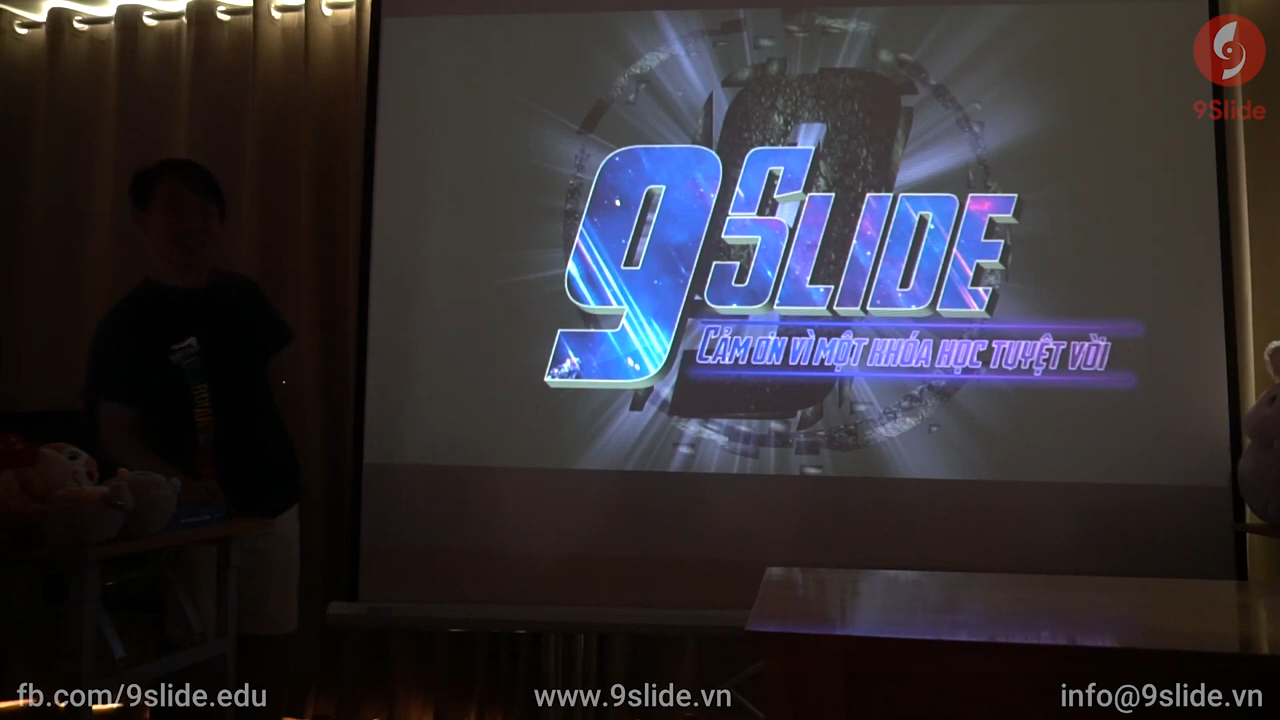 9Slide
9SLIDE
CẢM ƠN VÌ MỘT KHÓA HỌC TUYỆT VỜI
fb.com/9slide.edu
www.9slide.vn
info@9slide.vn